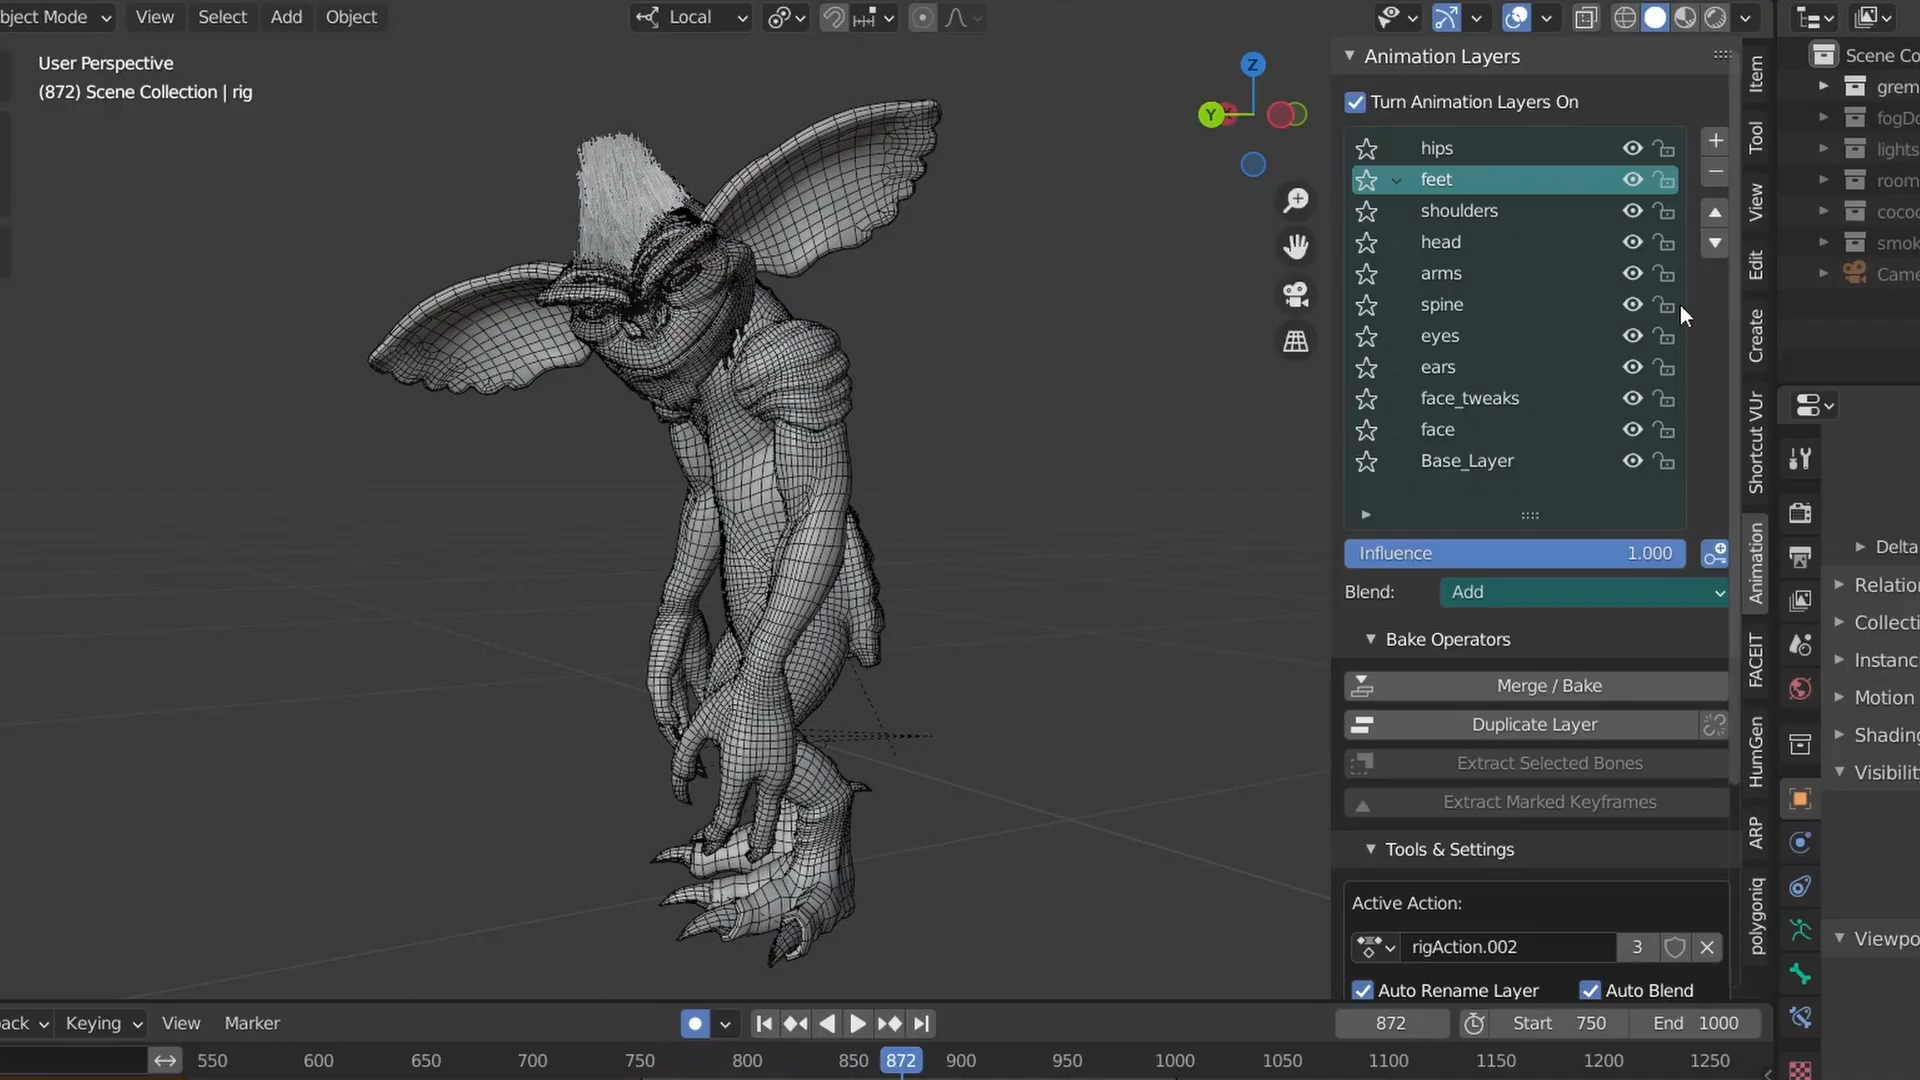 bject Mode View Select Add Object Local
User Perspective
(872) Scene Collection | rig
Z
Y
Animation Layers
Turn Animation Layers On
hips
feet
shoulders
head
arms
spine
eyes
ears
face_tweaks
face
Base_Layer
Influence 1.000
Blend: Add
Bake Operators
Merge / Bake
Duplicate Layer
Extract Selected Bones
Extract Marked Keyframes
Tools & Settings
Active Action:
rigAction.002 3
Auto Rename Layer Auto Blend
Item
Tool
View
Edit
Create
Shortcut VUr
Animation
FACEIT
HumGen
ARP
polygoniq
Scene Co
grem
fogDo
lights
room
cocoo
smok
Came
Delta
Relation
Collecti
Instanc
Motion
Shading
Visibilit
Viewpo
back Keying View Marker 872 Start 750 End 1000
550 600 650 700 750 800 850 872 900 950 1000 1050 1100 1150 1200 1250